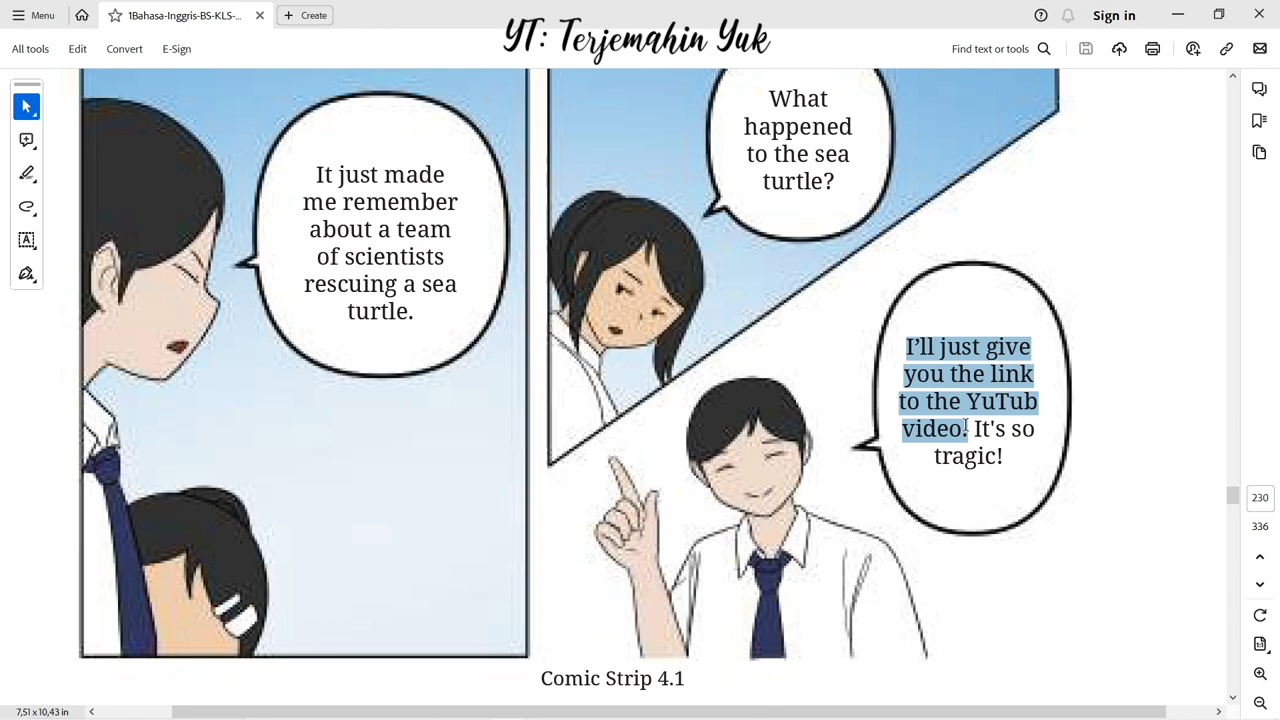 Menu
1Bahasa-Inggris-BS-KLS-...
Create
Sign in
All tools
Edit
Convert
E-Sign
YT: Terjemahin Yuk
Find text or tools
It just made
me remember
about a team
of scientists
rescuing a sea
turtle.
What
happened
to the sea
turtle?
I’ll just give
you the link
to the YuTub
video. It's so
tragic!
Comic Strip 4.1
230
336
7,51 x 10,43 in